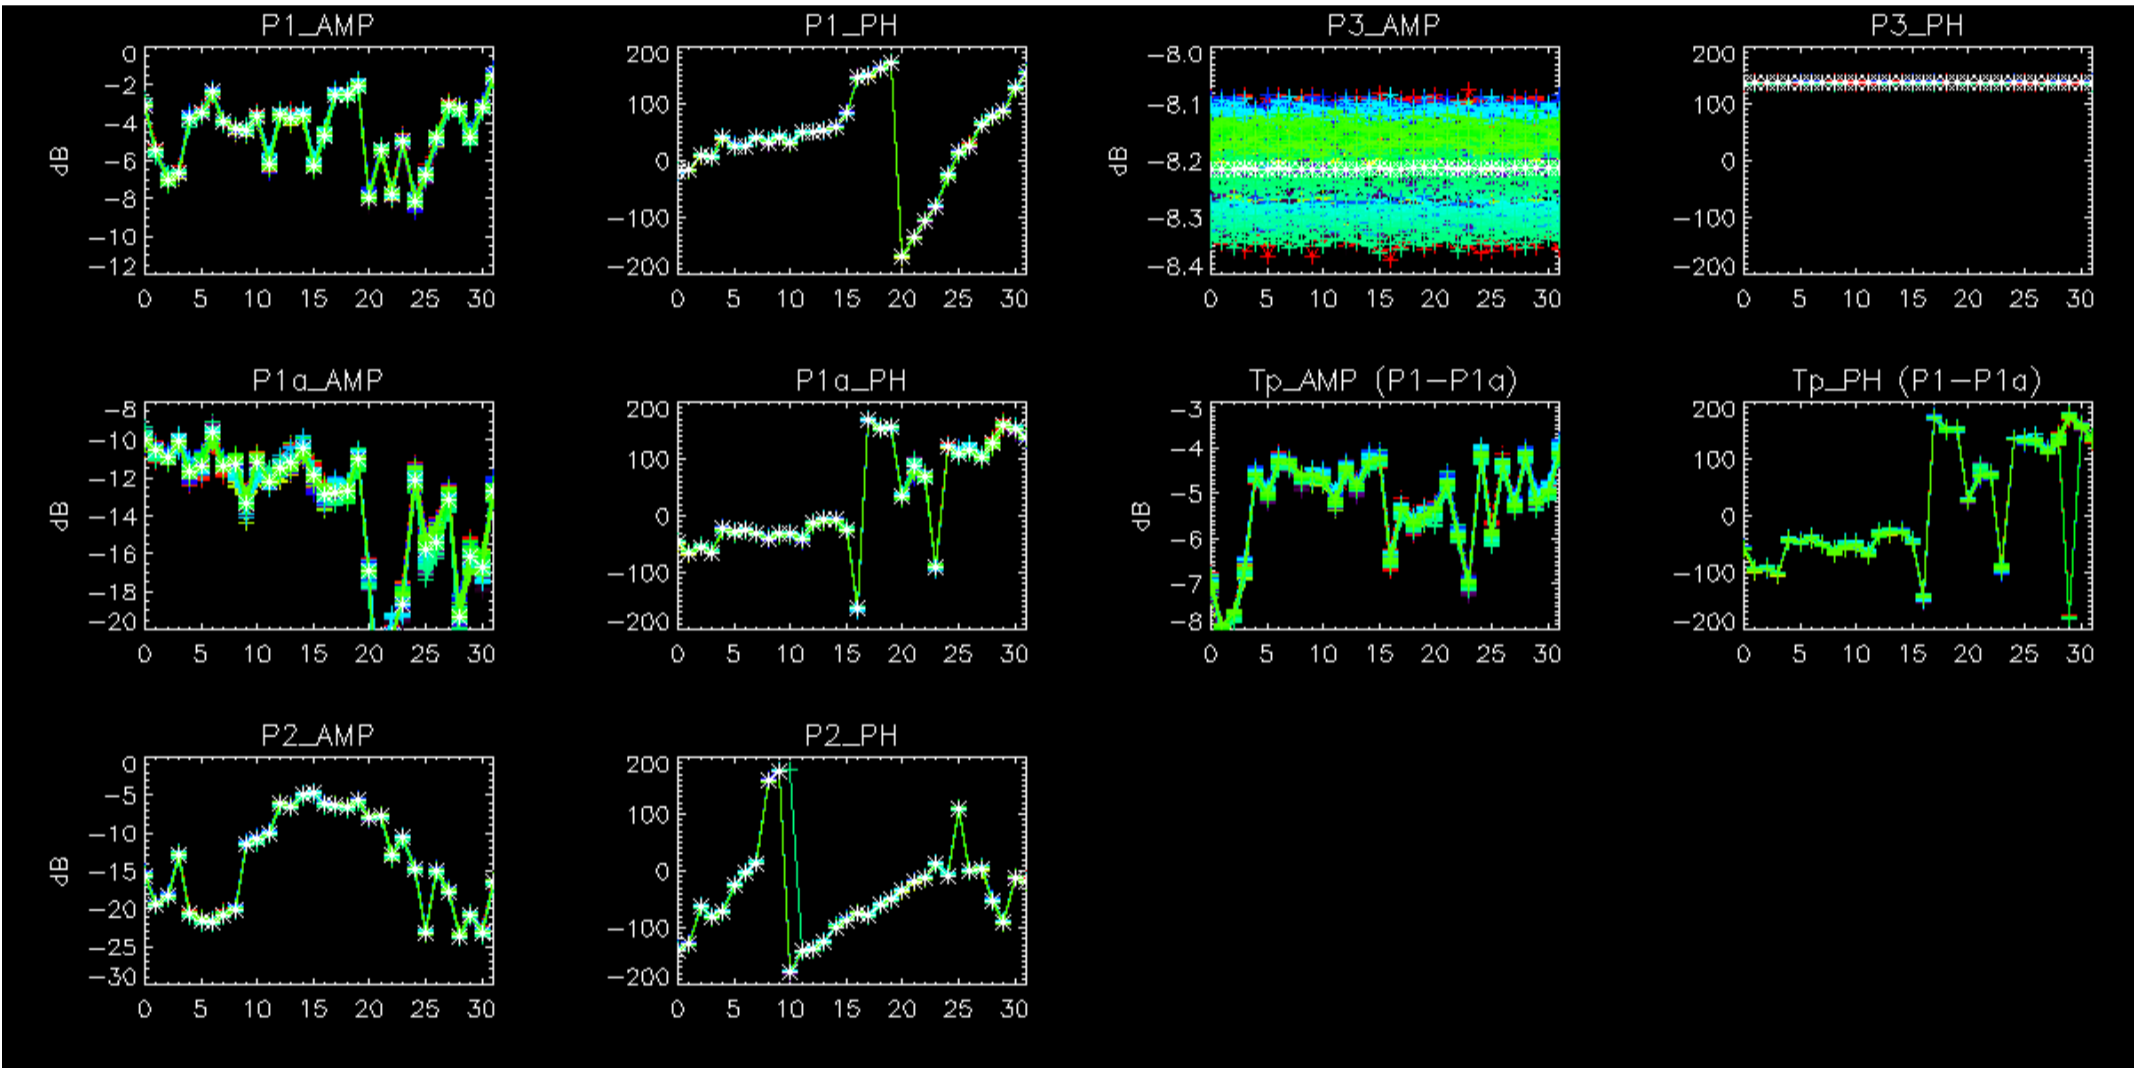 P1_AMP
0
−2
−4
−6
−8
−10
−12
dB
0 5 10 15 20 25 30
P1_PH
200
100
0
−100
−200
0 5 10 15 20 25 30
P3_AMP
−8.0
−8.1
−8.2
−8.3
−8.4
dB
0 5 10 15 20 25 30
P3_PH
200
100
0
−100
−200
0 5 10 15 20 25 30
P1a_AMP
−8
−10
−12
−14
−16
−18
−20
dB
0 5 10 15 20 25 30
P1a_PH
200
100
0
−100
−200
0 5 10 15 20 25 30
Tp_AMP (P1−P1a)
−3
−4
−5
−6
−7
−8
dB
0 5 10 15 20 25 30
Tp_PH (P1−P1a)
200
100
0
−100
−200
0 5 10 15 20 25 30
P2_AMP
0
−5
−10
−15
−20
−25
−30
dB
0 5 10 15 20 25 30
P2_PH
200
100
0
−100
−200
0 5 10 15 20 25 30